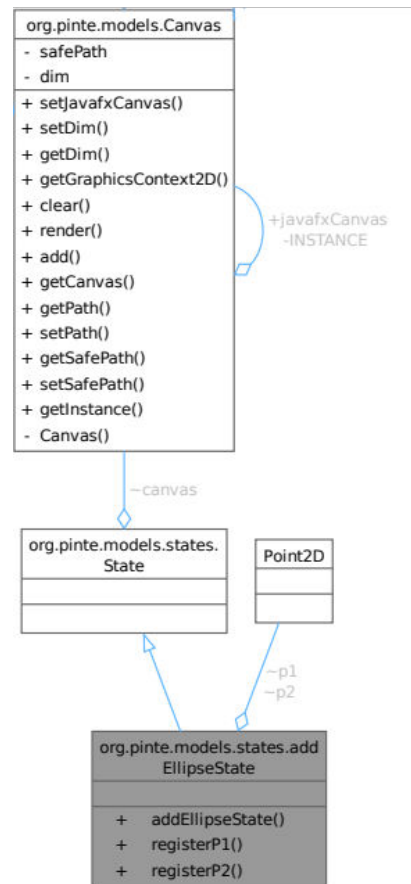 org.pinte.models.Canvas
- safePath
- dim
+ setJavafxCanvas()
+ setDim()
+ getDim()
+ getGraphicsContext2D()
+ clear()
+ render()
+ add()
+ getCanvas()
+ getPath()
+ setPath()
+ getSafePath()
+ setSafePath()
+ getInstance()
- Canvas()
+javafxCanvas
-INSTANCE
~canvas
org.pinte.models.states.
State
Point2D
~p1
~p2
org.pinte.models.states.add
EllipseState
+ addEllipseState()
+ registerP1()
+ registerP2()